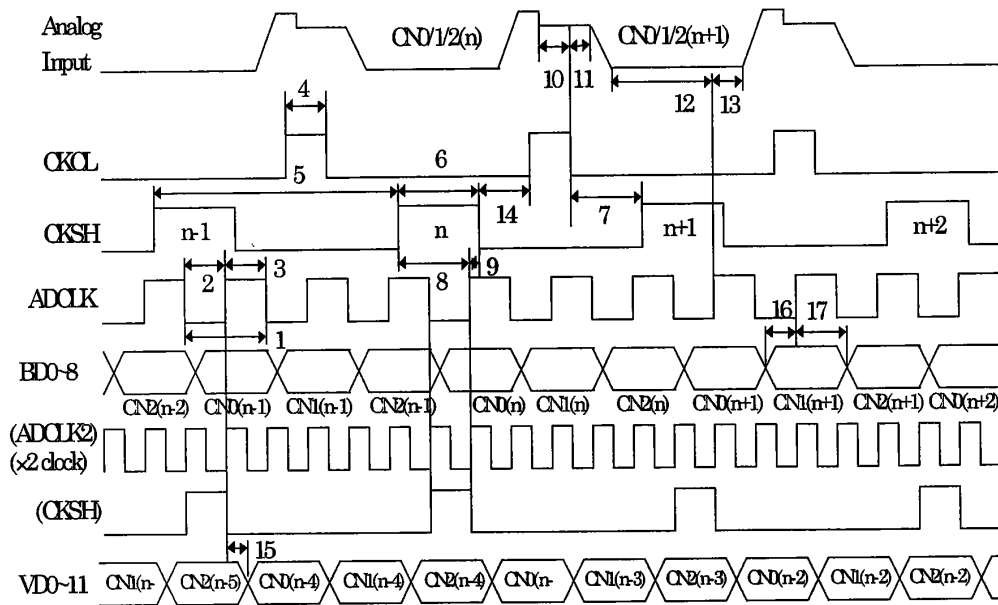 Analog Input
CN0/1/2(n)
CN0/1/2(n+1)
10
11
12
13
4
CKCL
5
6
14
7
CKSH
n-1
n
n+1
n+2
2
3
8
9
ADCLK
1
16
17
BD0~8
CN2(n-2)
CN0(n-1)
CN1(n-1)
CN2(n-1)
CN0(n)
CN1(n)
CN2(n)
CN0(n+1)
CN1(n+1)
CN2(n+1)
CN0(n+2)
(ADCLK2)
(×2 clock)
(CKSH)
15
VD0~11
CN1(n-
CN2(n-5)
CN0(n-4)
CN1(n-4)
CN2(n-4)
CN0(n-
CN1(n-3)
CN2(n-3)
CN0(n-2)
CN1(n-2)
CN2(n-2)